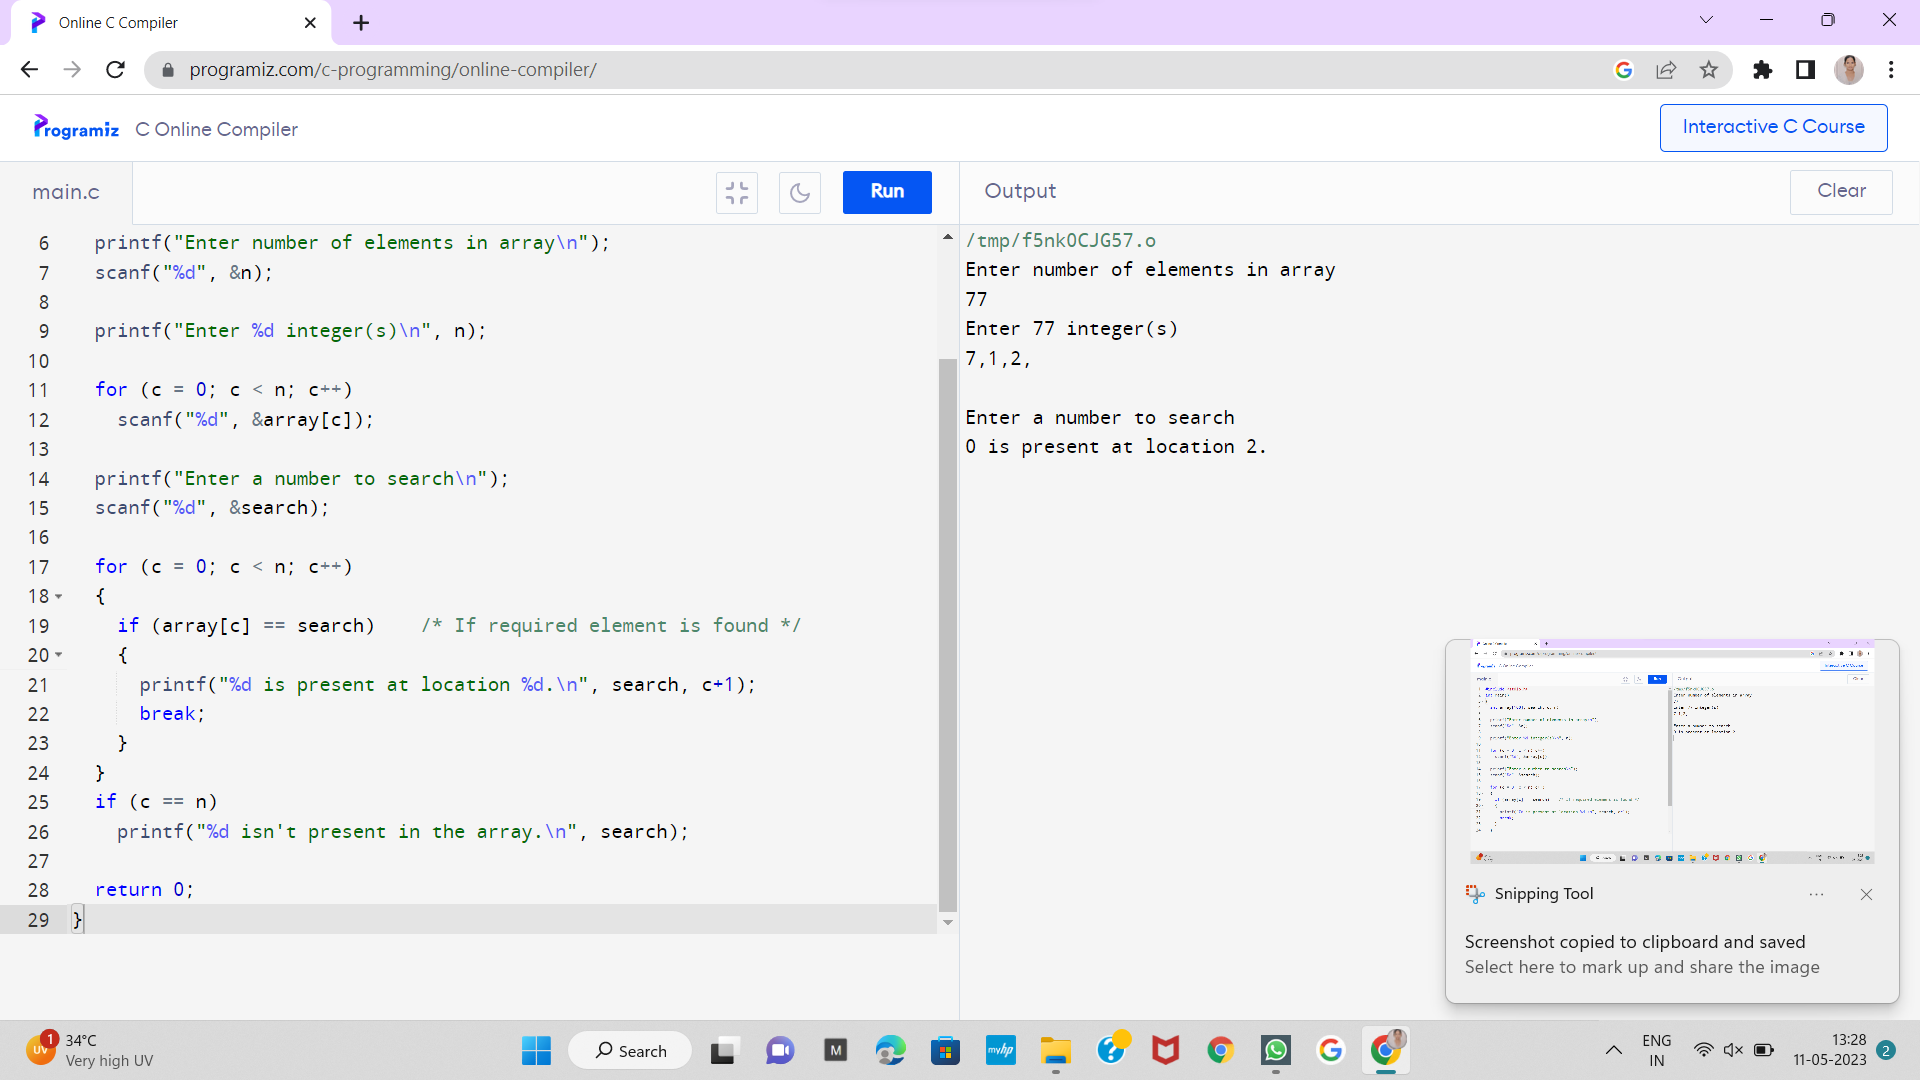 Online C Compiler
programiz.com/c-programming/online-compiler/
Programiz C Online Compiler
Interactive C Course
main.c
Run
Output
Clear
6 printf("Enter number of elements in array\n");
7 scanf("%d", &n);
8
9 printf("Enter %d integer(s)\n", n);
10
11 for (c = 0; c < n; c++)
12 scanf("%d", &array[c]);
13
14 printf("Enter a number to search\n");
15 scanf("%d", &search);
16
17 for (c = 0; c < n; c++)
18 {
19 if (array[c] == search) /* If required element is found */
20 {
21 printf("%d is present at location %d.\n", search, c+1);
22 break;
23 }
24 }
25 if (c == n)
26 printf("%d isn't present in the array.\n", search);
27
28 return 0;
29 }
/tmp/f5nk0CJG57.o
Enter number of elements in array
77
Enter 77 integer(s)
7,1,2,
Enter a number to search
0 is present at location 2.
Snipping Tool
Screenshot copied to clipboard and saved
Select here to mark up and share the image
UV
1
34°C
Very high UV
Search
M
myhp
ENG
IN
13:28
11-05-2023
2